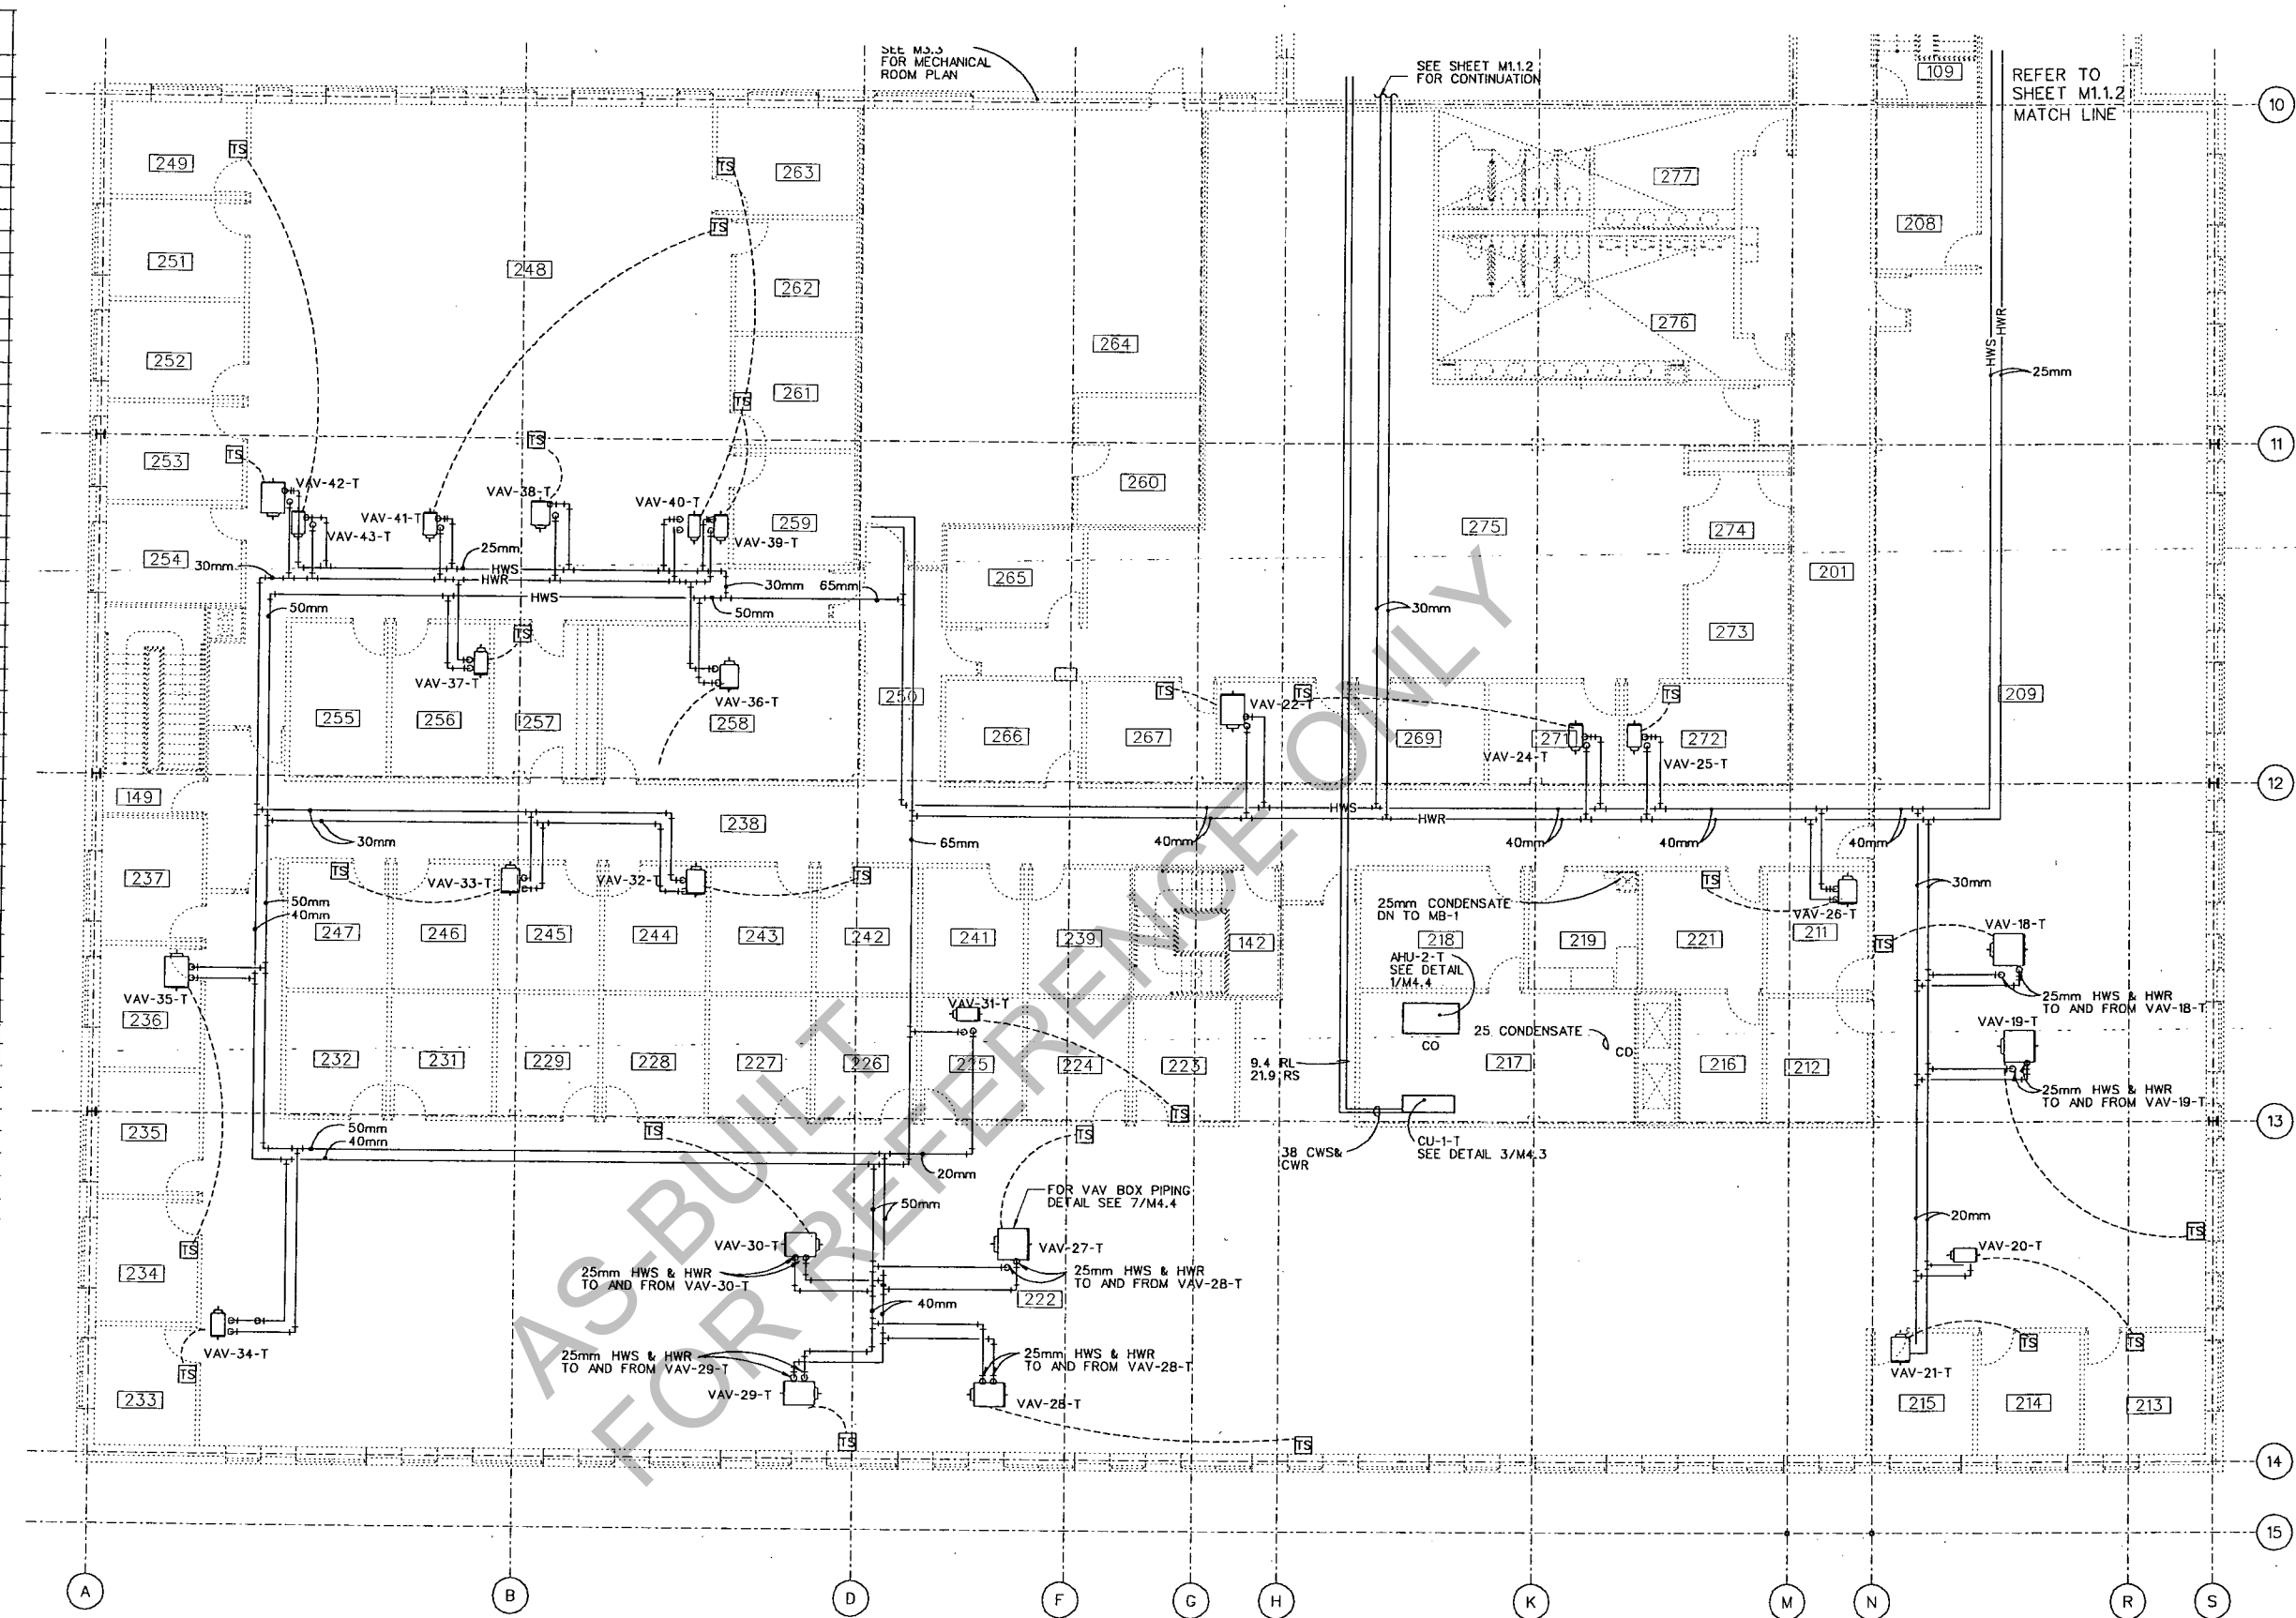 SEE M3.3
FOR MECHANICAL
ROOM PLAN
SEE SHEET M1.1.2
FOR CONTINUATION
109
REFER TO
SHEET M1.1.2
MATCH LINE
10
249
TS
TS
263
277
208
TS
251
248
262
276
252
264
HWS
HWR
25mm
261
TS
TS
11
253
TS
VAV-42-T
VAV-38-T
VAV-40-T
260
VAV-41-T
VAV-43-T
259
VAV-39-T
275
274
254
30mm
25mm
HWS
HWR
30mm
65mm
265
201
HWS
50mm
50mm
30mm
TS
273
VAV-37-T
VAV-36-T
250
TS
TS
TS
209
VAV-22-T
255
256
257
258
266
267
269
271
272
VAV-24-T
VAV-25-T
12
149
HWS
238
HWR
30mm
65mm
40mm
40mm
40mm
40mm
237
TS
VAV-33-T
VAV-32-T
TS
TS
30mm
25mm CONDENSATE
DN TO MB-1
VAV-26-T
50mm
40mm
VAV-18-T
247
246
245
244
243
242
241
239
142
218
219
221
211
TS
AHU-2-T
SEE DETAIL
1/M4.4
VAV-35-T
VAV-31-T
25mm HWS & HWR
TO AND FROM VAV-18-T
236
25 CONDENSATE
VAV-19-T
CO
CD
232
231
229
228
227
226
225
224
223
9.4 RL
21.9 RS
217
216
212
25mm HWS & HWR
TO AND FROM VAV-19-T
TS
13
235
50mm
40mm
TS
TS
38 CWS&
CWR
CU-1-T
SEE DETAIL 3/M4.3
20mm
FOR VAV BOX PIPING
DETAIL SEE 7/M4.4
50mm
20mm
TS
TS
VAV-30-T
VAV-27-T
VAV-20-T
234
25mm HWS & HWR
TO AND FROM VAV-30-T
25mm HWS & HWR
TO AND FROM VAV-28-T
222
40mm
VAV-34-T
TS
TS
25mm HWS & HWR
TO AND FROM VAV-29-T
25mm HWS & HWR
TO AND FROM VAV-28-T
TS
VAV-21-T
VAV-29-T
VAV-28-T
233
215
214
213
TS
TS
14
15
A
B
D
F
G
H
K
M
N
R
S
AS-BUILT
FOR REFERENCE ONLY